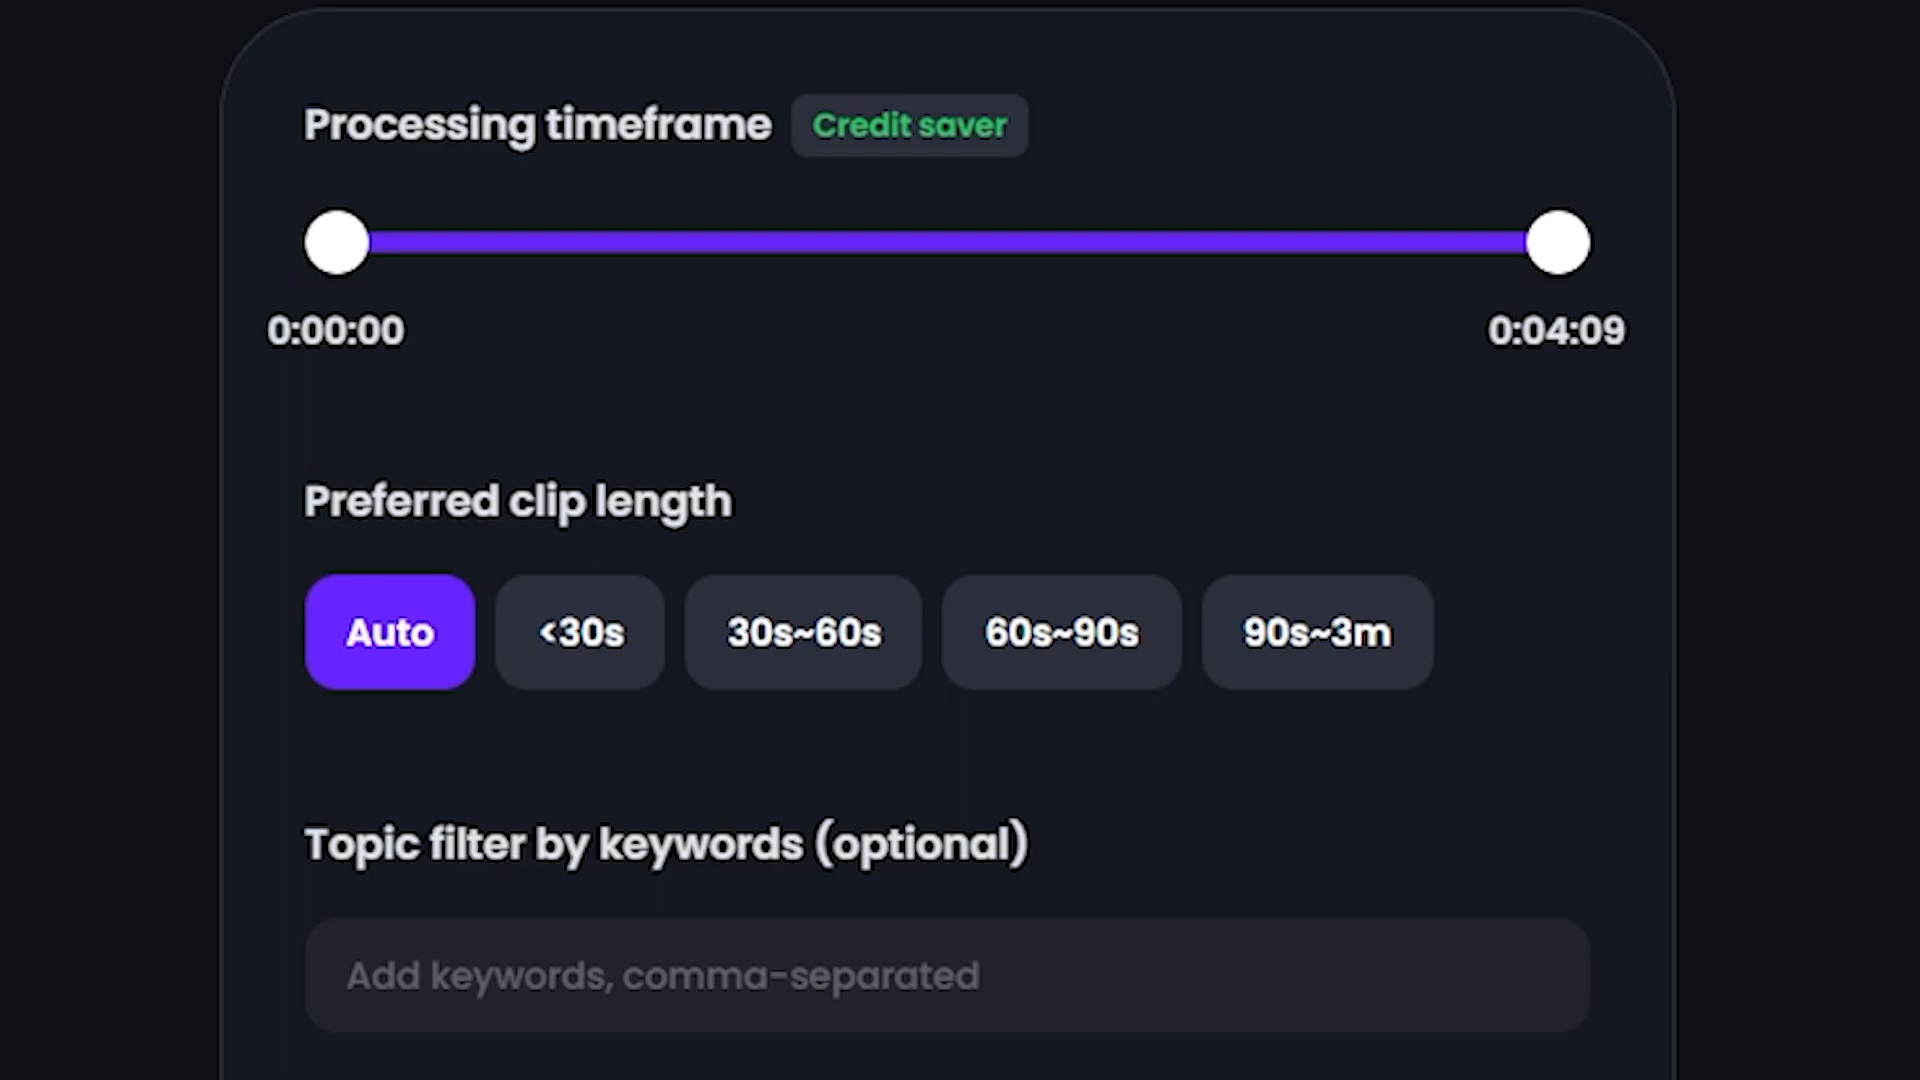 Processing timeframe Credit saver
0:00:00 0:04:09
Preferred clip length
Auto <30s 30s~60s 60s~90s 90s~3m
Topic filter by keywords (optional)
Add keywords, comma-separated